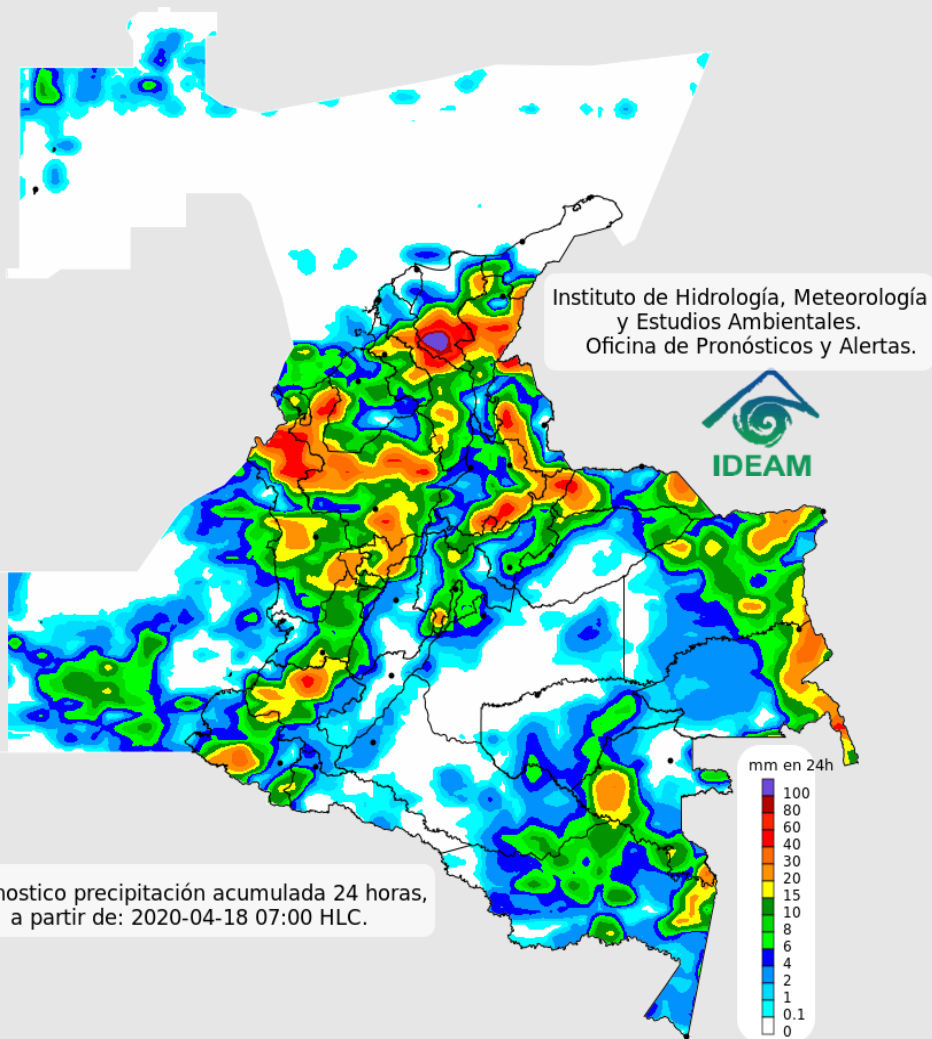 Instituto de Hidrología, Meteorología
y Estudios Ambientales.
Oficina de Pronósticos y Alertas.
IDEAM
mm en 24h
100
80
60
40
30
20
15
10
8
6
4
2
1
0.1
0
nostico precipitación acumulada 24 horas,
a partir de: 2020-04-18 07:00 HLC.